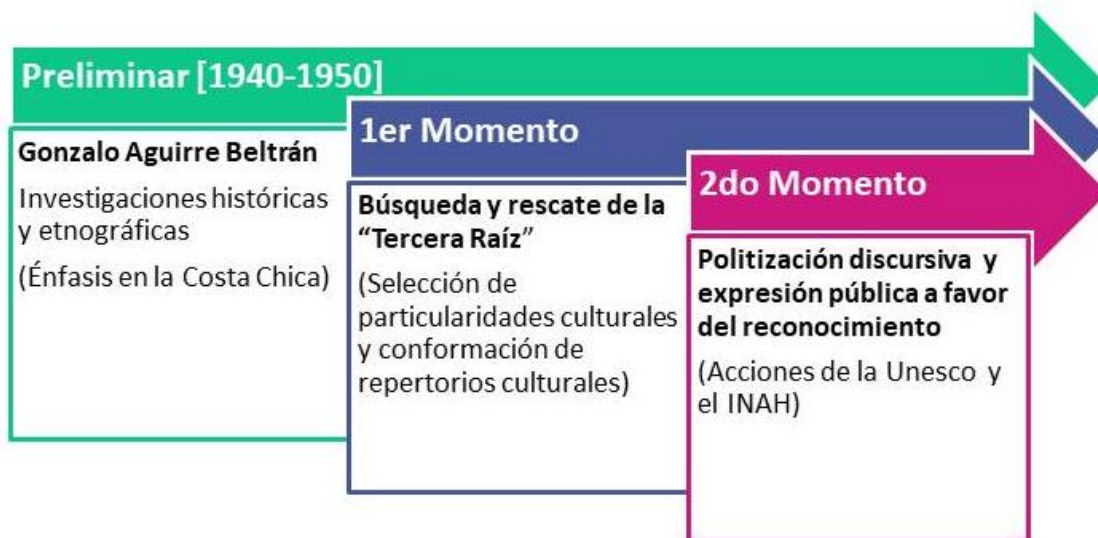 Preliminar [1940-1950]
Gonzalo Aguirre Beltrán
Investigaciones históricas
y etnográficas
(Énfasis en la Costa Chica)
1er Momento
Búsqueda y rescate de la
“Tercera Raíz”
(Selección de
particularidades culturales
y conformación de
repertorios culturales)
2do Momento
Politización discursiva y
expresión pública a favor
del reconocimiento
(Acciones de la Unesco y
el INAH)